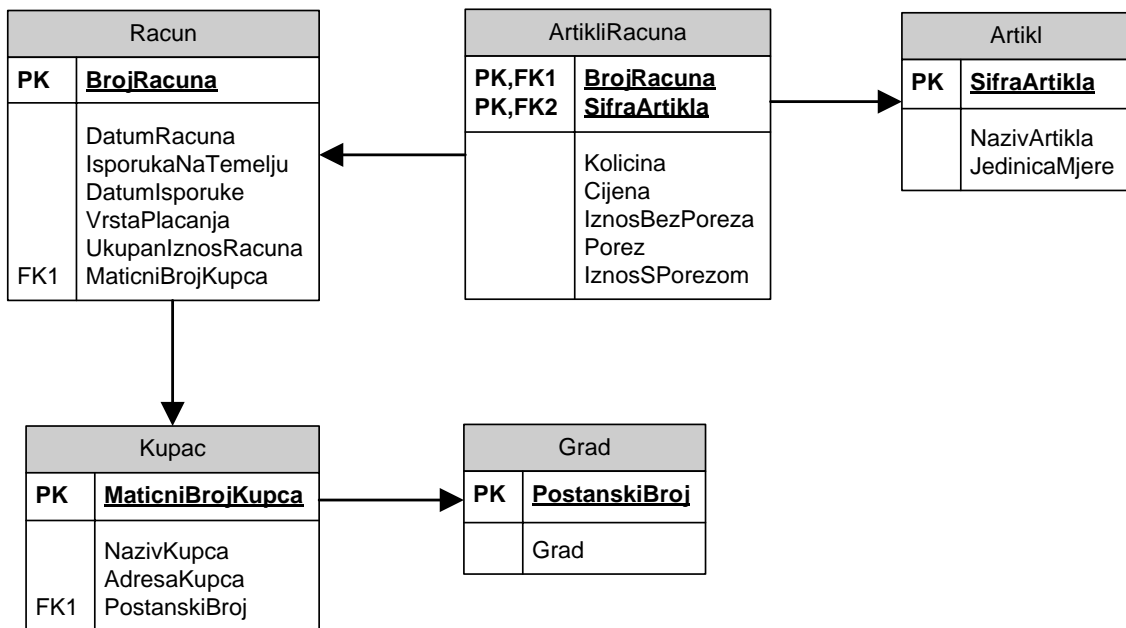 Racun
PK BrojRacuna
DatumRacuna
IsporukaNaTemelju
DatumIsporuke
VrstaPlacanja
UkupanIznosRacuna
FK1 MaticniBrojKupca
ArtikliRacuna
PK,FK1 BrojRacuna
PK,FK2 SifraArtikla
Kolicina
Cijena
IznosBezPoreza
Porez
IznosSPorezom
Artikl
PK SifraArtikla
NazivArtikla
JedinicaMjere
Kupac
PK MaticniBrojKupca
NazivKupca
AdresaKupca
FK1 PostanskiBroj
Grad
PK PostanskiBroj
Grad